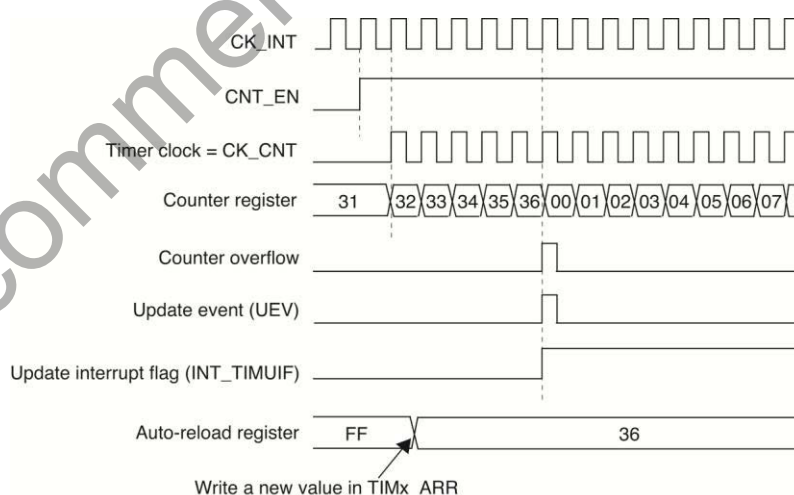 CK_INT
CNT_EN
Timer clock = CK_CNT
Counter register 31 32 33 34 35 36 00 01 02 03 04 05 06 07
Counter overflow
Update event (UEV)
Update interrupt flag (INT_TIMUIF)
Auto-reload register FF 36
Write a new value in TIMx_ARR